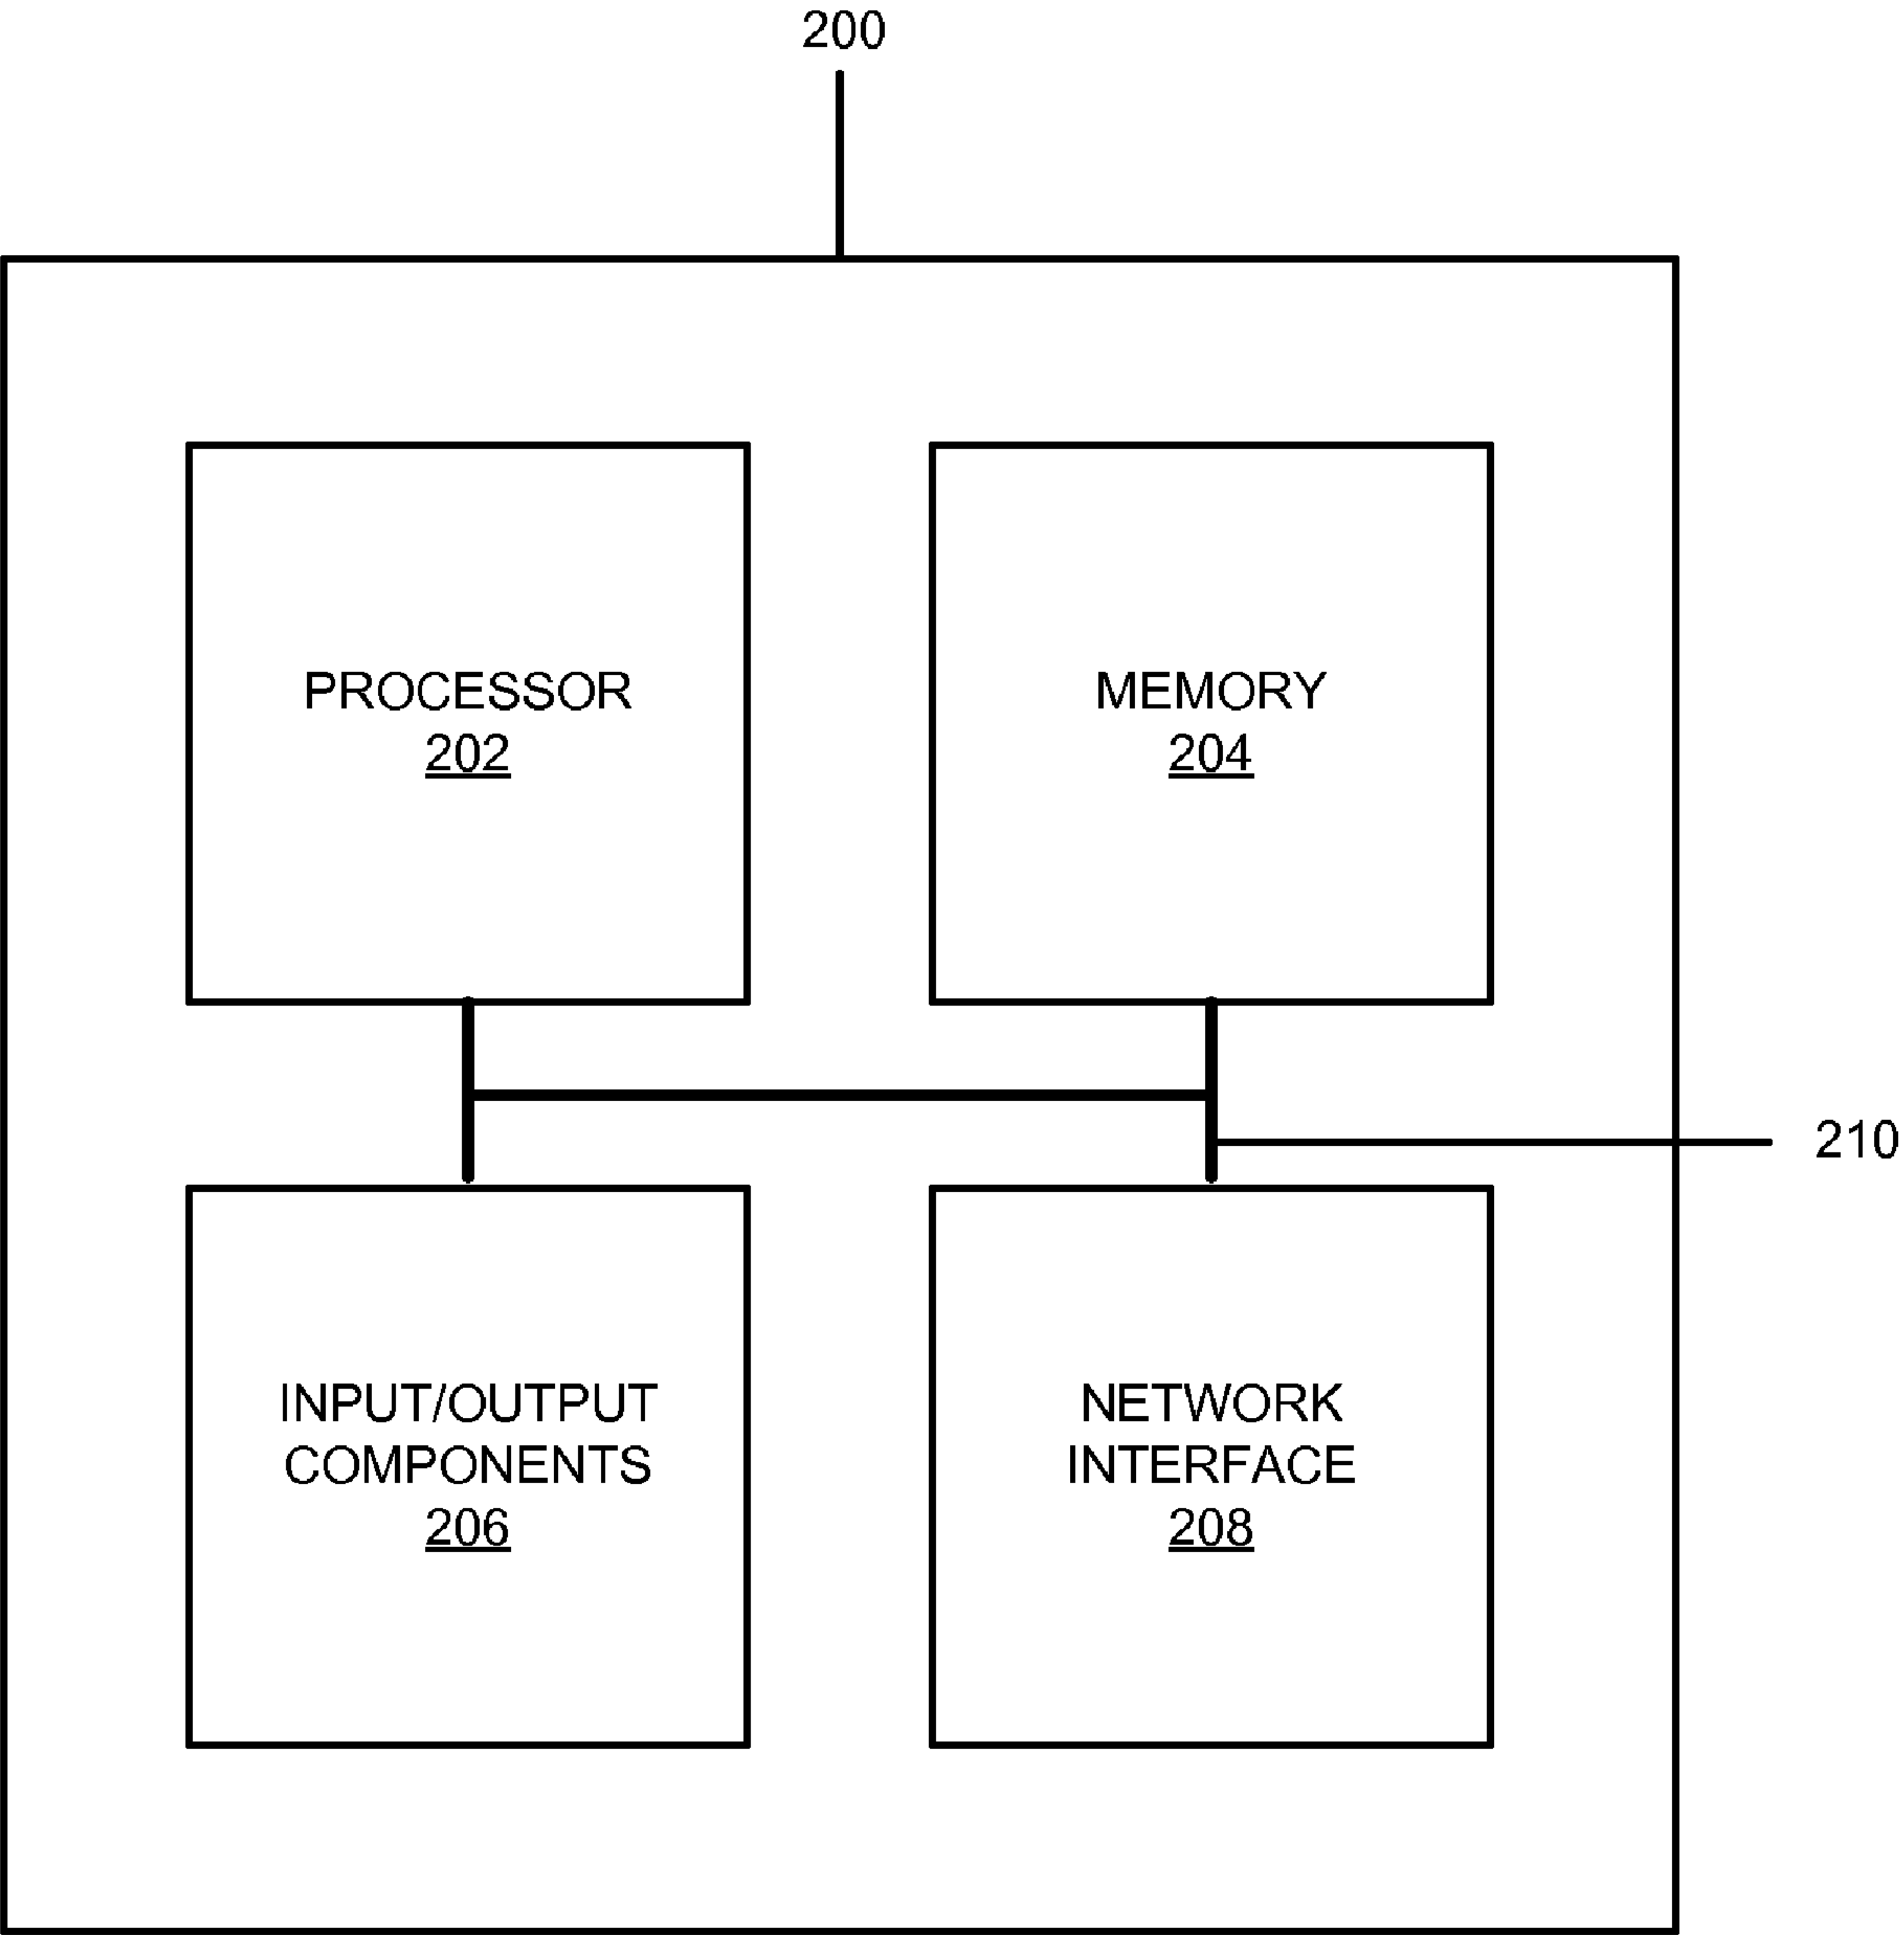 200
PROCESSOR
202
MEMORY
204
210
INPUT/OUTPUT
COMPONENTS
206
NETWORK
INTERFACE
208